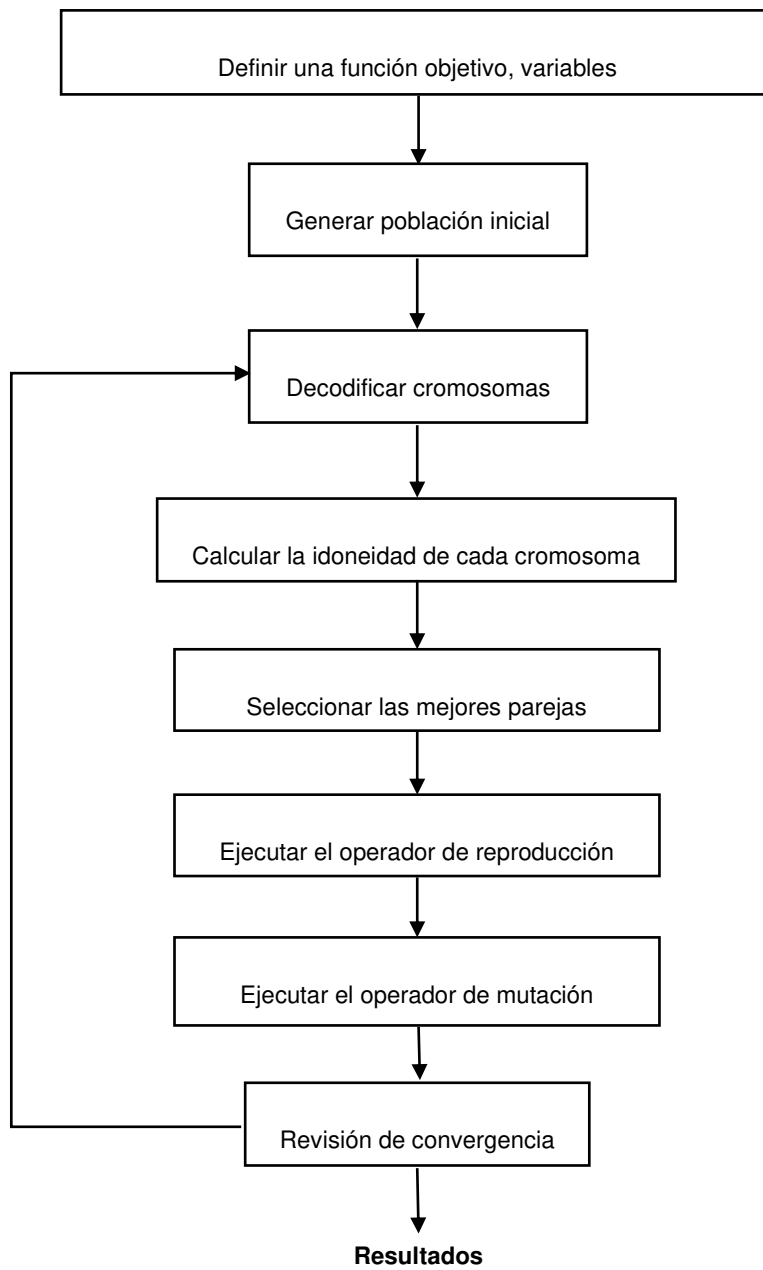 Definir una función objetivo, variables
Generar población inicial
Decodificar cromosomas
Calcular la idoneidad de cada cromosoma
Seleccionar las mejores parejas
Ejecutar el operador de reproducción
Ejecutar el operador de mutación
Revisión de convergencia
Resultados